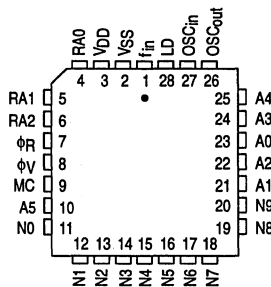 RA0 VDD VSS fin LD OSCin OSCout
4 3 2 1 28 27 26
RA1 5 25 A4
RA2 6 24 A3
ϕR 7 23 A0
ϕV 8 22 A2
MC 9 21 A1
A5 10 20 N9
N0 11 19 N8
12 13 14 15 16 17 18
N1 N2 N3 N4 N5 N6 N7